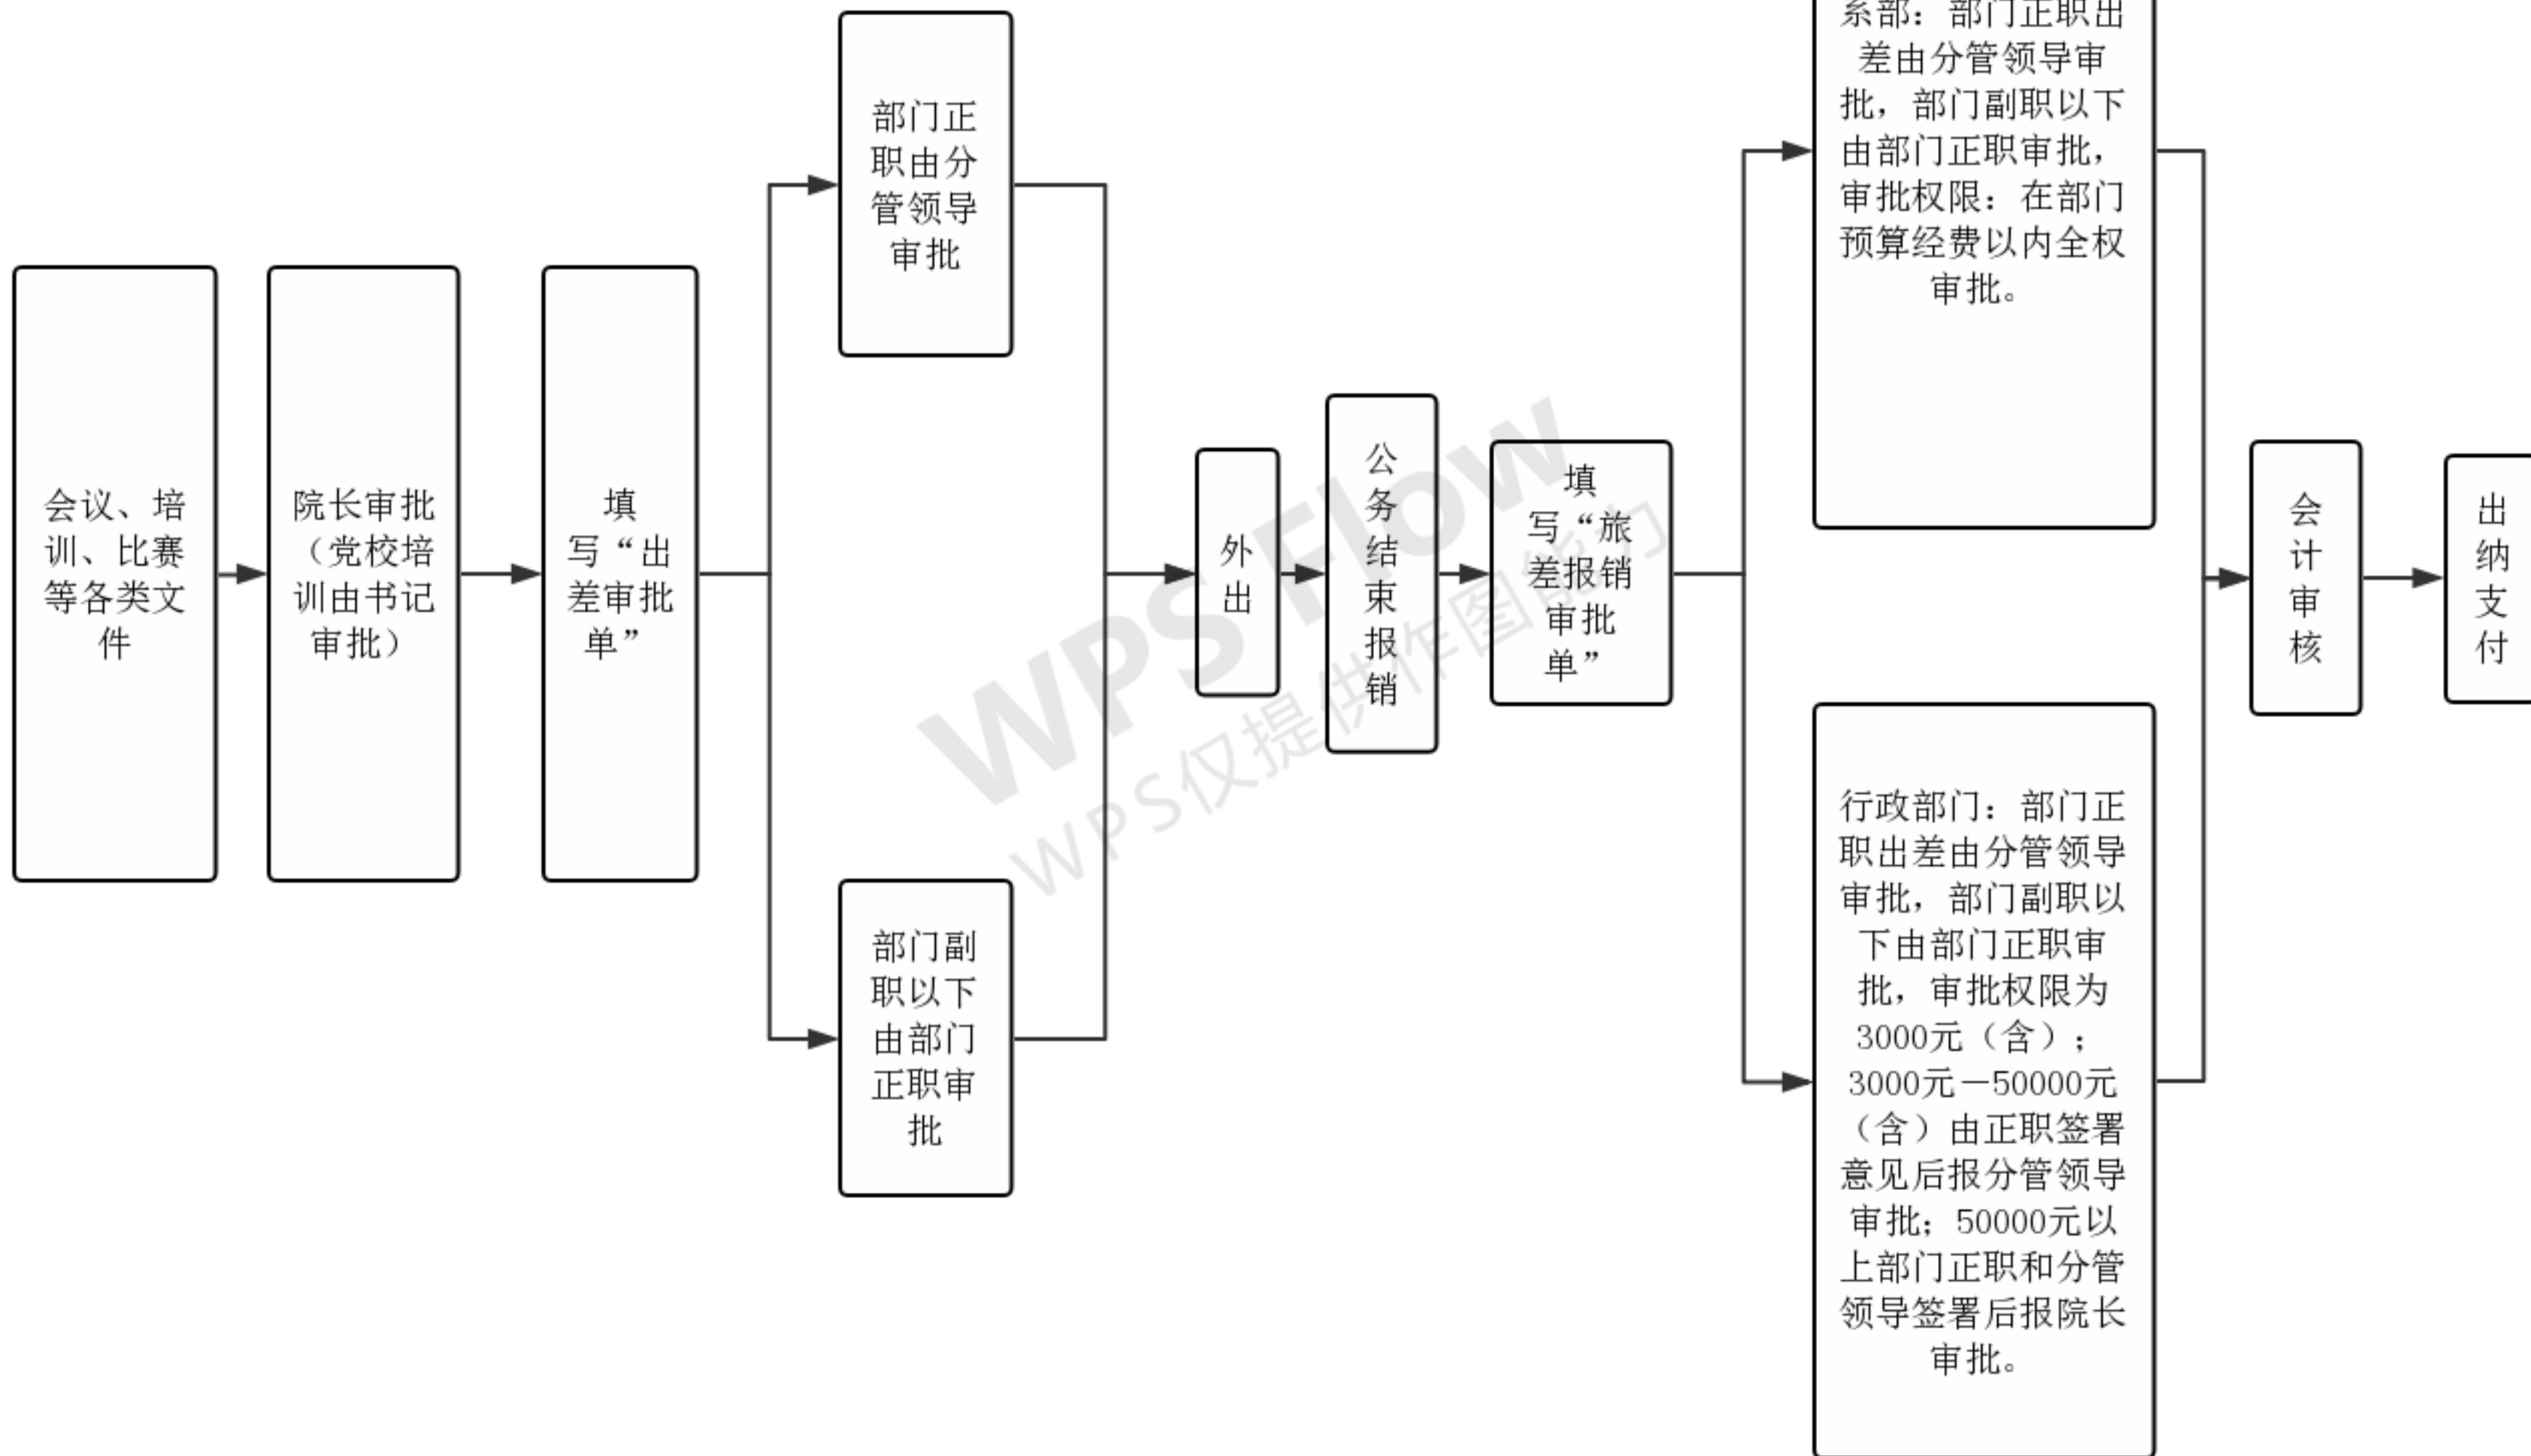 会议、培
训、比赛
等各类文
件
院长审批
（党校培
训由书记
审批）
填
写“出
差审批
单”
部门正
职由分
管领导
审批
部门副
职以下
由部门
正职审
批
外
出
公
务
结
束
报
销
填
写“旅
差报销
审批
单”
系部：部门正职出
差由分管领导审
批，部门副职以下
由部门正职审批，
审批权限：在部门
预算经费以内全权
审批。
行政部门：部门正
职出差由分管领导
审批，部门副职以
下由部门正职审
批，审批权限为
3000元（含）；
3000元－50000元
（含）由正职签署
意见后报分管领导
审批；50000元以
上部门正职和分管
领导签署后报院长
审批。
会
计
审
核
出
纳
支
付
WPS Flow
WPS仅提供作图能力